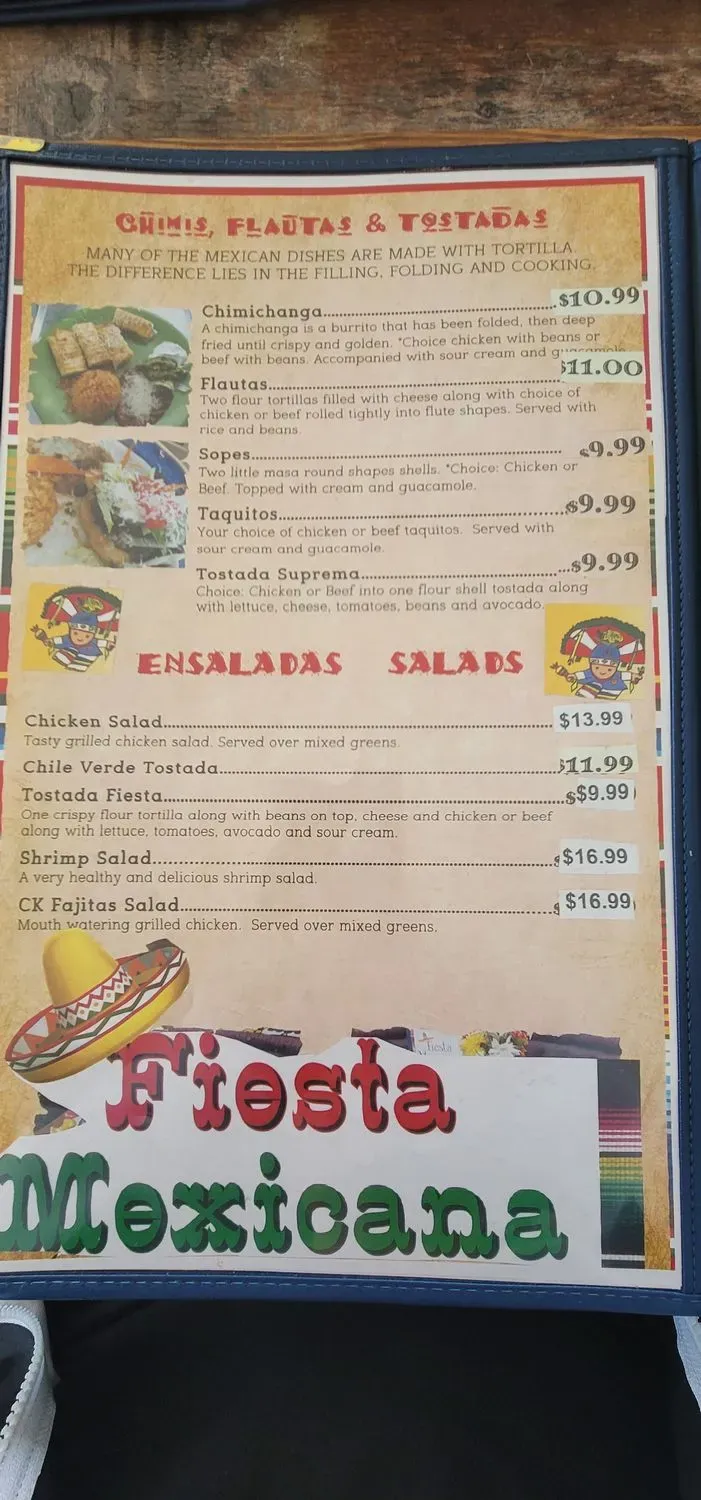 CHIMIS, FLAUTAS & TOSTADAS
MANY OF THE MEXICAN DISHES ARE MADE WITH TORTILLA.
THE DIFFERENCE LIES IN THE FILLING, FOLDING AND COOKING.
Chimichanga..........$10.99
A chimichanga is a burrito that has been folded, then deep
fried until crispy and golden. *Choice chicken with beans or
beef with beans. Accompanied with sour cream and guacamole.
Flautas..........$11.00
Two flour tortillas filled with cheese along with choice of
chicken or beef rolled tightly into flute shapes. Served with
rice and beans.
Sopes..........$9.99
Two little masa round shapes shells. *Choice: Chicken or
Beef. Topped with cream and guacamole.
Taquitos..........$9.99
Your choice of chicken or beef taquitos. Served with
sour cream and guacamole.
Tostada Suprema..........$9.99
Choice: Chicken or Beef into one flour shell tostada along
with lettuce, cheese, tomatoes, beans and avocado.
ENSALADAS SALADS
Chicken Salad..........$13.99
Tasty grilled chicken salad. Served over mixed greens.
Chile Verde Tostada..........$11.99
Tostada Fiesta..........$$9.99
One crispy flour tortilla along with beans on top, cheese and chicken or beef
along with lettuce, tomatoes, avocado and sour cream.
Shrimp Salad..........$16.99
A very healthy and delicious shrimp salad.
CK Fajitas Salad..........$16.99
Mouth watering grilled chicken. Served over mixed greens.
Fiesta
Fiesta
Mexicana